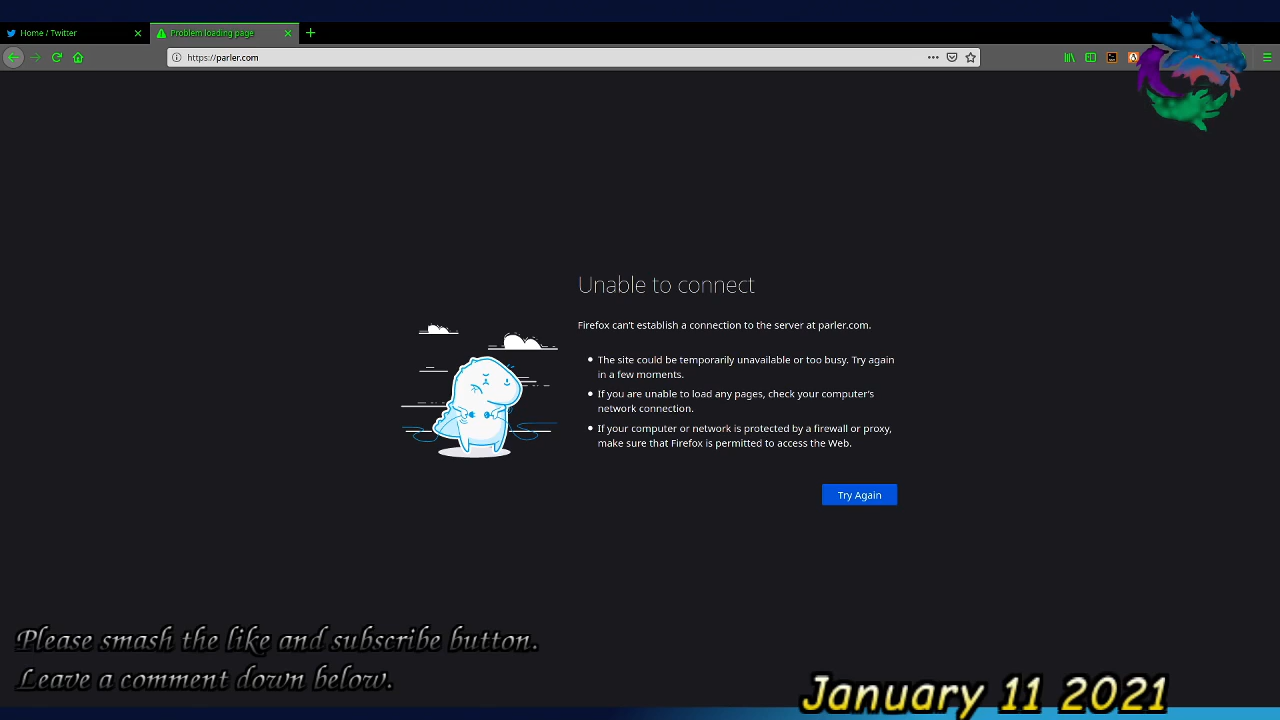 Home / Twitter
Problem loading page
https://parler.com
Unable to connect
Firefox can't establish a connection to the server at parler.com.
The site could be temporarily unavailable or too busy. Try again
in a few moments.
If you are unable to load any pages, check your computer's
network connection.
If your computer or network is protected by a firewall or proxy,
make sure that Firefox is permitted to access the Web.
Try Again
Please smash the like and subscribe button.
Leave a comment down below.
January 11 2021